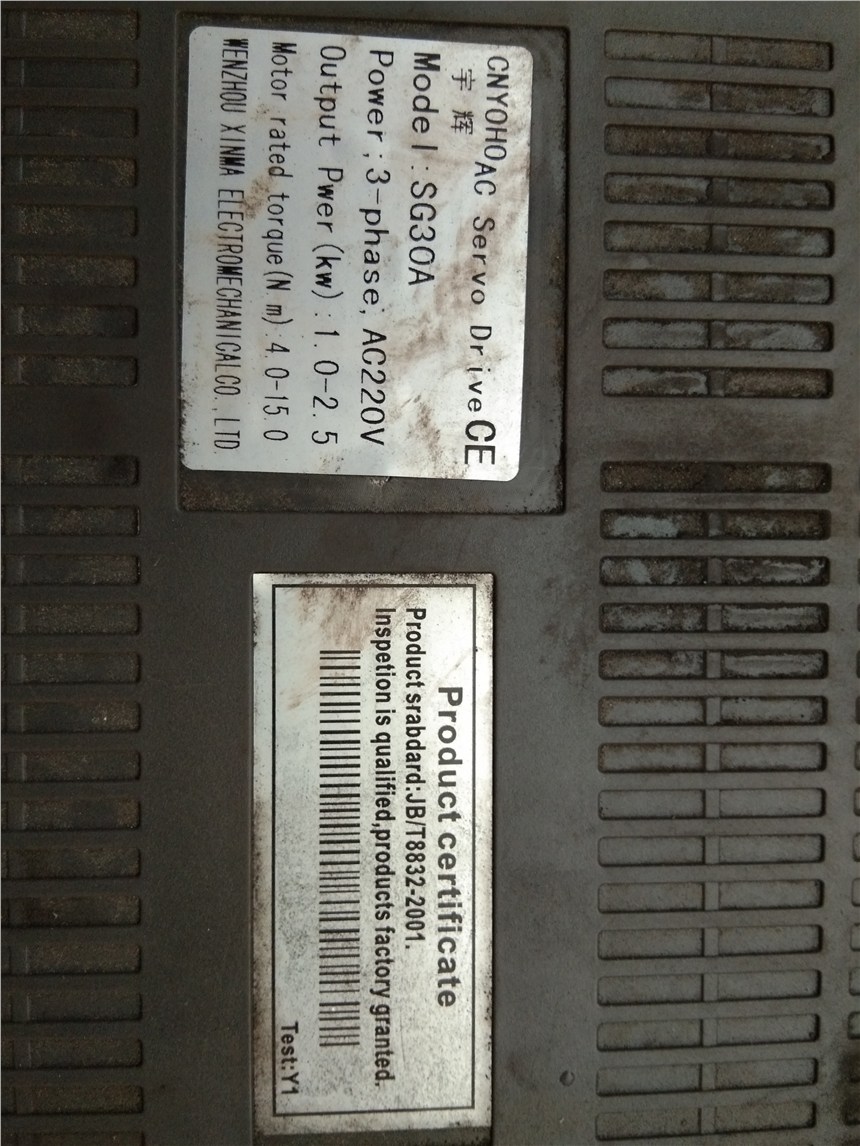 CNYOHO AC Servo Drive CE
宇辉
Model:SG30A
Power;3-phase, AC220V
Output Pwer(kw):1.0-2.5
Motor rated torque(N m):4.0-15.0
WENZHOU XINMA ELECTROMECHANICALCO.,LTD.
Product certificate
Product srabdard:JB/T8832-2001.
Inspetion is qualified,products factory granted.
Test:Y1